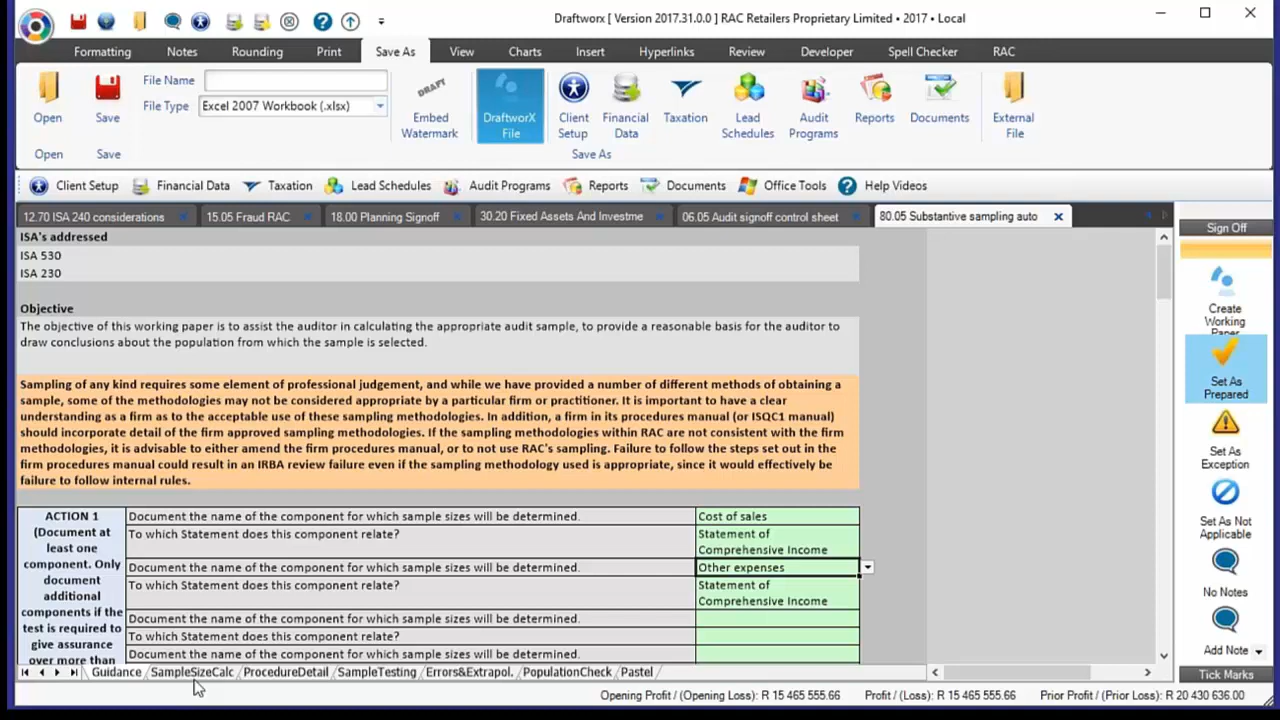 Draftworx [ Version 2017.31.0.0 ] RAC Retailers Proprietary Limited • 2017 • Local
Formatting Notes Rounding Print Save As View Charts Insert Hyperlinks Review Developer Spell Checker RAC
Open
Save
File Name
File Type Excel 2007 Workbook (.xlsx)
DRAFT
Embed Watermark
DraftworX File
Client Setup
Financial Data
Taxation
Lead Schedules
Audit Programs
Reports
Documents
External File
Open Save Save As
Client Setup Financial Data Taxation Lead Schedules Audit Programs Reports Documents Office Tools Help Videos
12.70 ISA 240 considerations 15.05 Fraud RAC 18.00 Planning Signoff 30.20 Fixed Assets And Investme 06.05 Audit signoff control sheet 80.05 Substantive sampling auto
ISA's addressed
ISA 530
ISA 230
Objective
The objective of this working paper is to assist the auditor in calculating the appropriate audit sample, to provide a reasonable basis for the auditor to
draw conclusions about the population from which the sample is selected.
Sampling of any kind requires some element of professional judgement, and while we have provided a number of different methods of obtaining a
sample, some of the methodologies may not be considered appropriate by a particular firm or practitioner. It is important to have a clear
understanding as a firm as to the acceptable use of these sampling methodologies. In addition, a firm in its procedures manual (or ISQC1 manual)
should incorporate detail of the firm approved sampling methodologies. If the sampling methodologies within RAC are not consistent with the firm
methodologies, it is advisable to either amend the firm procedures manual, or to not use RAC's sampling. Failure to follow the steps set out in the
firm procedures manual could result in an IRBA review failure even if the sampling methodology used is appropriate, since it would effectively be
failure to follow internal rules.
ACTION 1
(Document at
least one
component. Only
document
additional
components if the
test is required to
give assurance
over more than
Document the name of the component for which sample sizes will be determined. Cost of sales
To which Statement does this component relate? Statement of
Comprehensive Income
Document the name of the component for which sample sizes will be determined. Other expenses
To which Statement does this component relate? Statement of
Comprehensive Income
Document the name of the component for which sample sizes will be determined.
To which Statement does this component relate?
Document the name of the component for which sample sizes will be determined.
Guidance SampleSizeCalc ProcedureDetail SampleTesting Errors&Extrapol. PopulationCheck Pastel
Opening Profit / (Opening Loss): R 15 465 555.66 Profit / (Loss): R 15 465 555.66 Prior Profit / (Prior Loss): R 20 430 636.00
Sign Off
Create
Working
Paper
Set As
Prepared
Set As
Exception
Set As Not
Applicable
No Notes
Add Note
Tick Marks